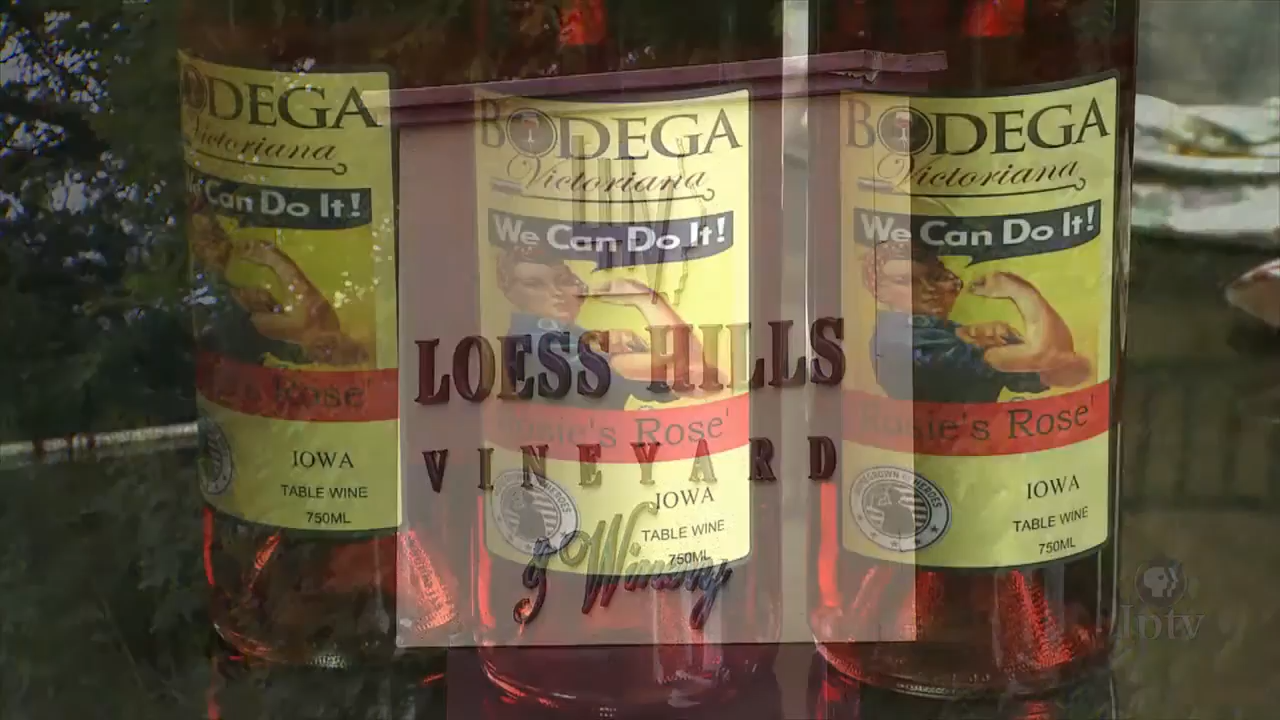 BODEGA
Victoriana
Can Do It!
Rose'
IOWA
TABLE WINE
750ML
BODEGA
Victoriana
We Can Do It!
Rosie's Rose'
IOWA
TABLE WINE
750ML
BODEGA
Victoriana
We Can Do It!
Rosie's Rose'
IOWA
TABLE WINE
750ML
LOESS HILLS
VINEYARD
& Winery
Iptv